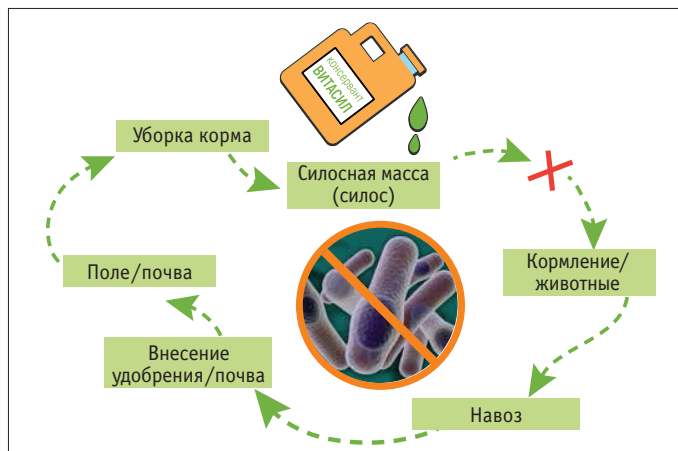 консервант
ВИТАСИЛ
Уборка корма
Силосная масса
(силос)
Кормление/
животные
Поле/почва
Внесение
удобрения/почва
Навоз